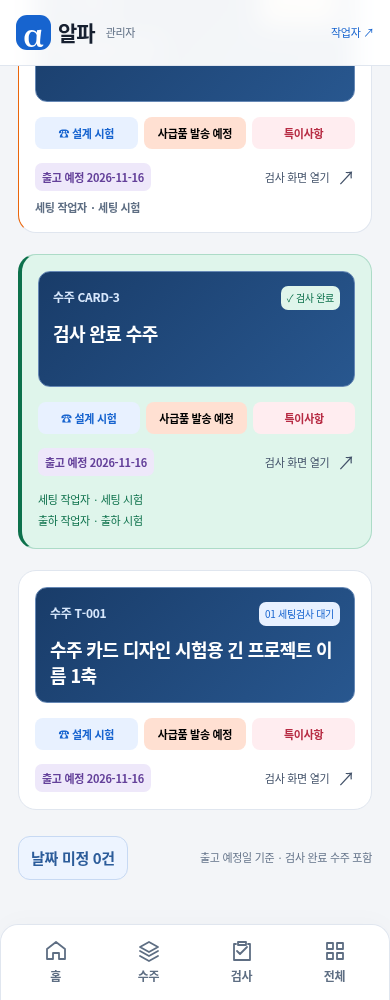 α 알파 관리자 작업자 ↗
☎ 설계 시험 사급품 발송 예정 특이사항
출고 예정 2026-11-16 검사 화면 열기 ↗
세팅 작업자 · 세팅 시험
수주 CARD-3 ✓ 검사 완료
검사 완료 수주
☎ 설계 시험 사급품 발송 예정 특이사항
출고 예정 2026-11-16 검사 화면 열기 ↗
세팅 작업자 · 세팅 시험
출하 작업자 · 출하 시험
수주 T-001 01 세팅검사 대기
수주 카드 디자인 시험용 긴 프로젝트 이
름 1축
☎ 설계 시험 사급품 발송 예정 특이사항
출고 예정 2026-11-16 검사 화면 열기 ↗
날짜 미정 0건 출고 예정일 기준 · 검사 완료 수주 포함
홈 수주 검사 전체